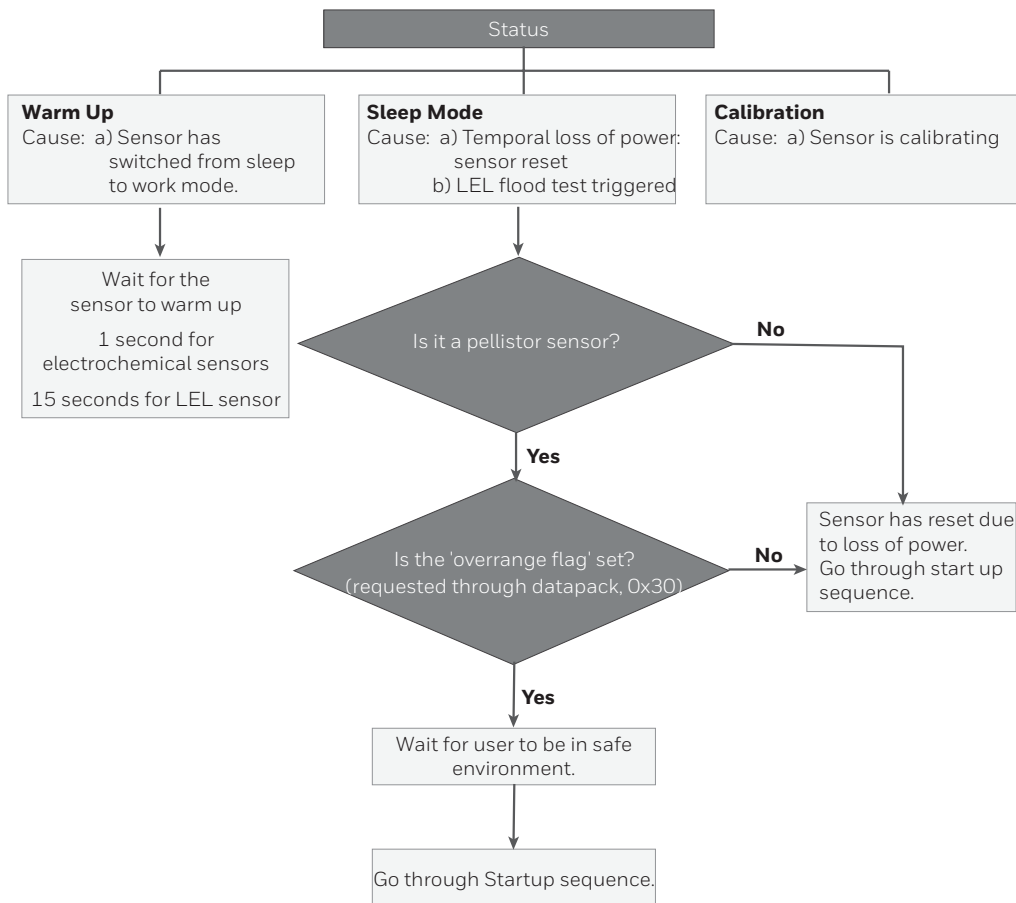 Status
Warm Up
Cause: a) Sensor has
switched from sleep
to work mode.
Sleep Mode
Cause: a) Temporal loss of power:
sensor reset
b) LEL flood test triggered
Calibration
Cause: a) Sensor is calibrating
Wait for the
sensor to warm up
1 second for
electrochemical sensors
15 seconds for LEL sensor
Is it a pellistor sensor?
No
Yes
Is the 'overrange flag' set?
(requested through datapack, 0x30)
No
Sensor has reset due
to loss of power.
Go through start up
sequence.
Yes
Wait for user to be in safe
environment.
Go through Startup sequence.